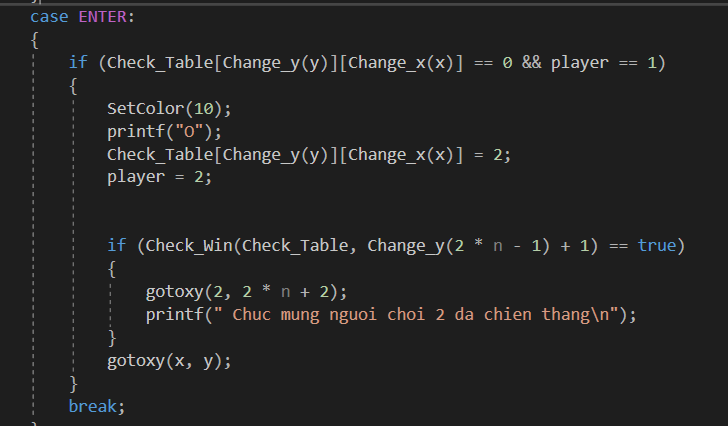 case ENTER:
{
if (Check_Table[Change_y(y)][Change_x(x)] == 0 && player == 1)
{
SetColor(10);
printf("O");
Check_Table[Change_y(y)][Change_x(x)] = 2;
player = 2;
if (Check_Win(Check_Table, Change_y(2 * n - 1) + 1) == true)
{
gotoxy(2, 2 * n + 2);
printf(" Chuc mung nguoi choi 2 da chien thang\n");
}
gotoxy(x, y);
}
break;